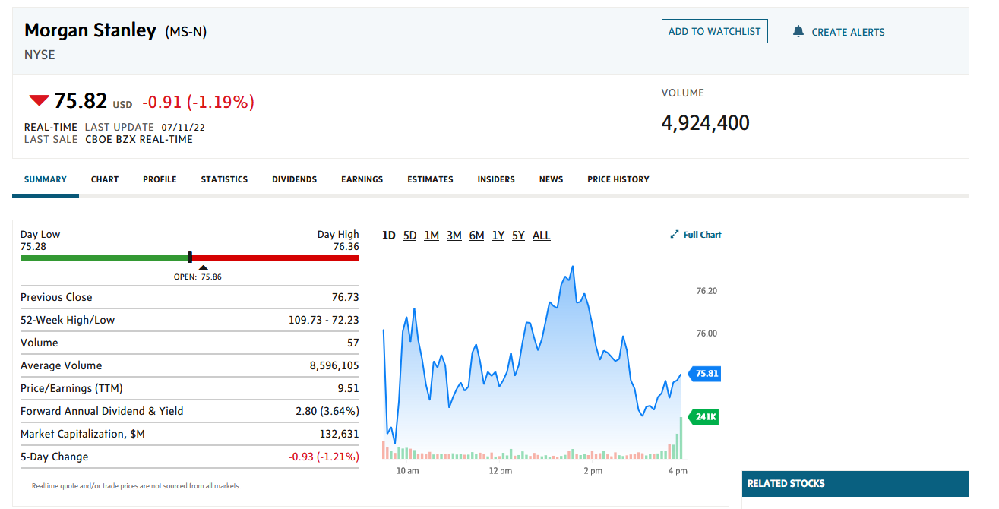 Morgan Stanley (MS-N)
NYSE
ADD TO WATCHLIST
CREATE ALERTS
75.82 USD -0.91 (-1.19%)
REAL-TIME LAST UPDATE 07/11/22
LAST SALE CBOE BZX REAL-TIME
VOLUME
4,924,400
SUMMARY CHART PROFILE STATISTICS DIVIDENDS EARNINGS ESTIMATES INSIDERS NEWS PRICE HISTORY
Day Low Day High
75.28 76.36
OPEN: 75.86
Previous Close 76.73
52-Week High/Low 109.73 - 72.23
Volume 57
Average Volume 8,596,105
Price/Earnings (TTM) 9.51
Forward Annual Dividend & Yield 2.80 (3.64%)
Market Capitalization, $M 132,631
5-Day Change -0.93 (-1.21%)
Realtime quote and/or trade prices are not sourced from all markets.
1D 5D 1M 3M 6M 1Y 5Y ALL
Full Chart
76.20
76.00
75.81
241K
10 am 12 pm 2 pm 4 pm
RELATED STOCKS